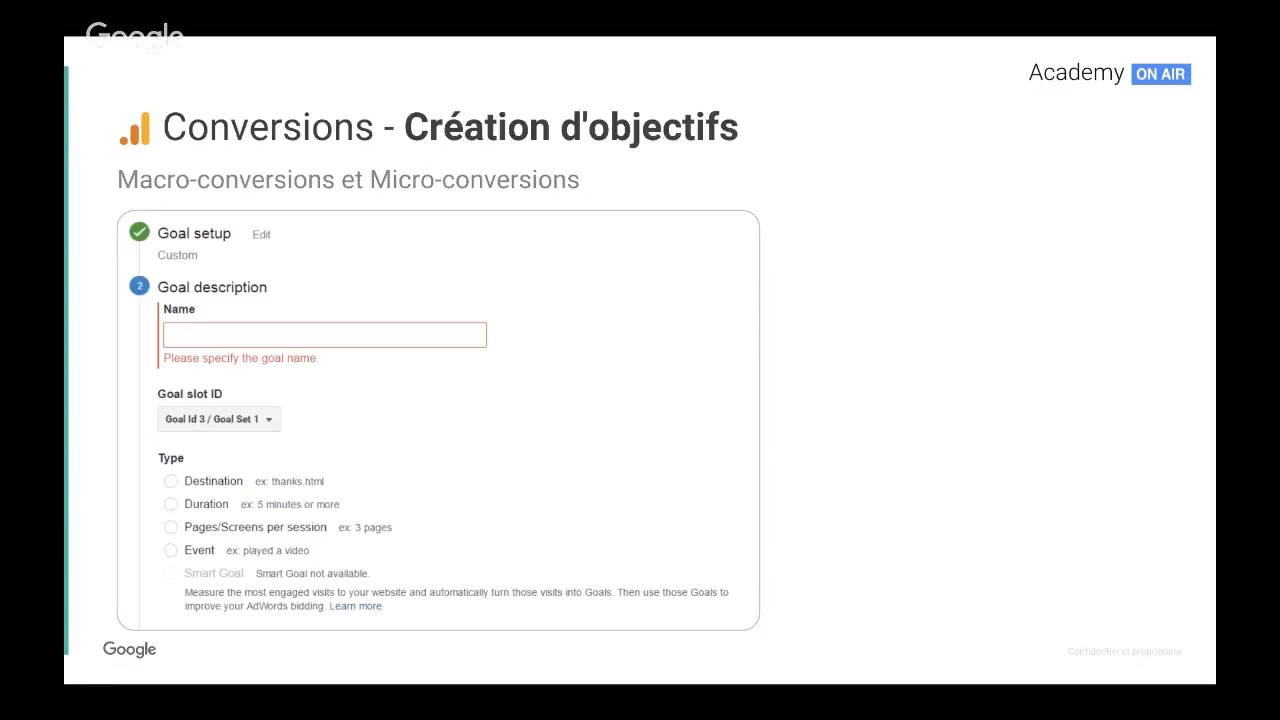 Google
Academy ON AIR
Conversions - Création d'objectifs
Macro-conversions et Micro-conversions
Goal setup Edit
Custom
2 Goal description
Name
Please specify the goal name.
Goal slot ID
Goal Id 3 / Goal Set 1
Type
Destination ex: thanks.html
Duration ex: 5 minutes or more
Pages/Screens per session ex: 3 pages
Event ex: played a video
Smart Goal Smart Goal not available.
Measure the most engaged visits to your website and automatically turn those visits into Goals. Then use those Goals to
improve your AdWords bidding. Learn more
Google
Confidentiel et propriétaire